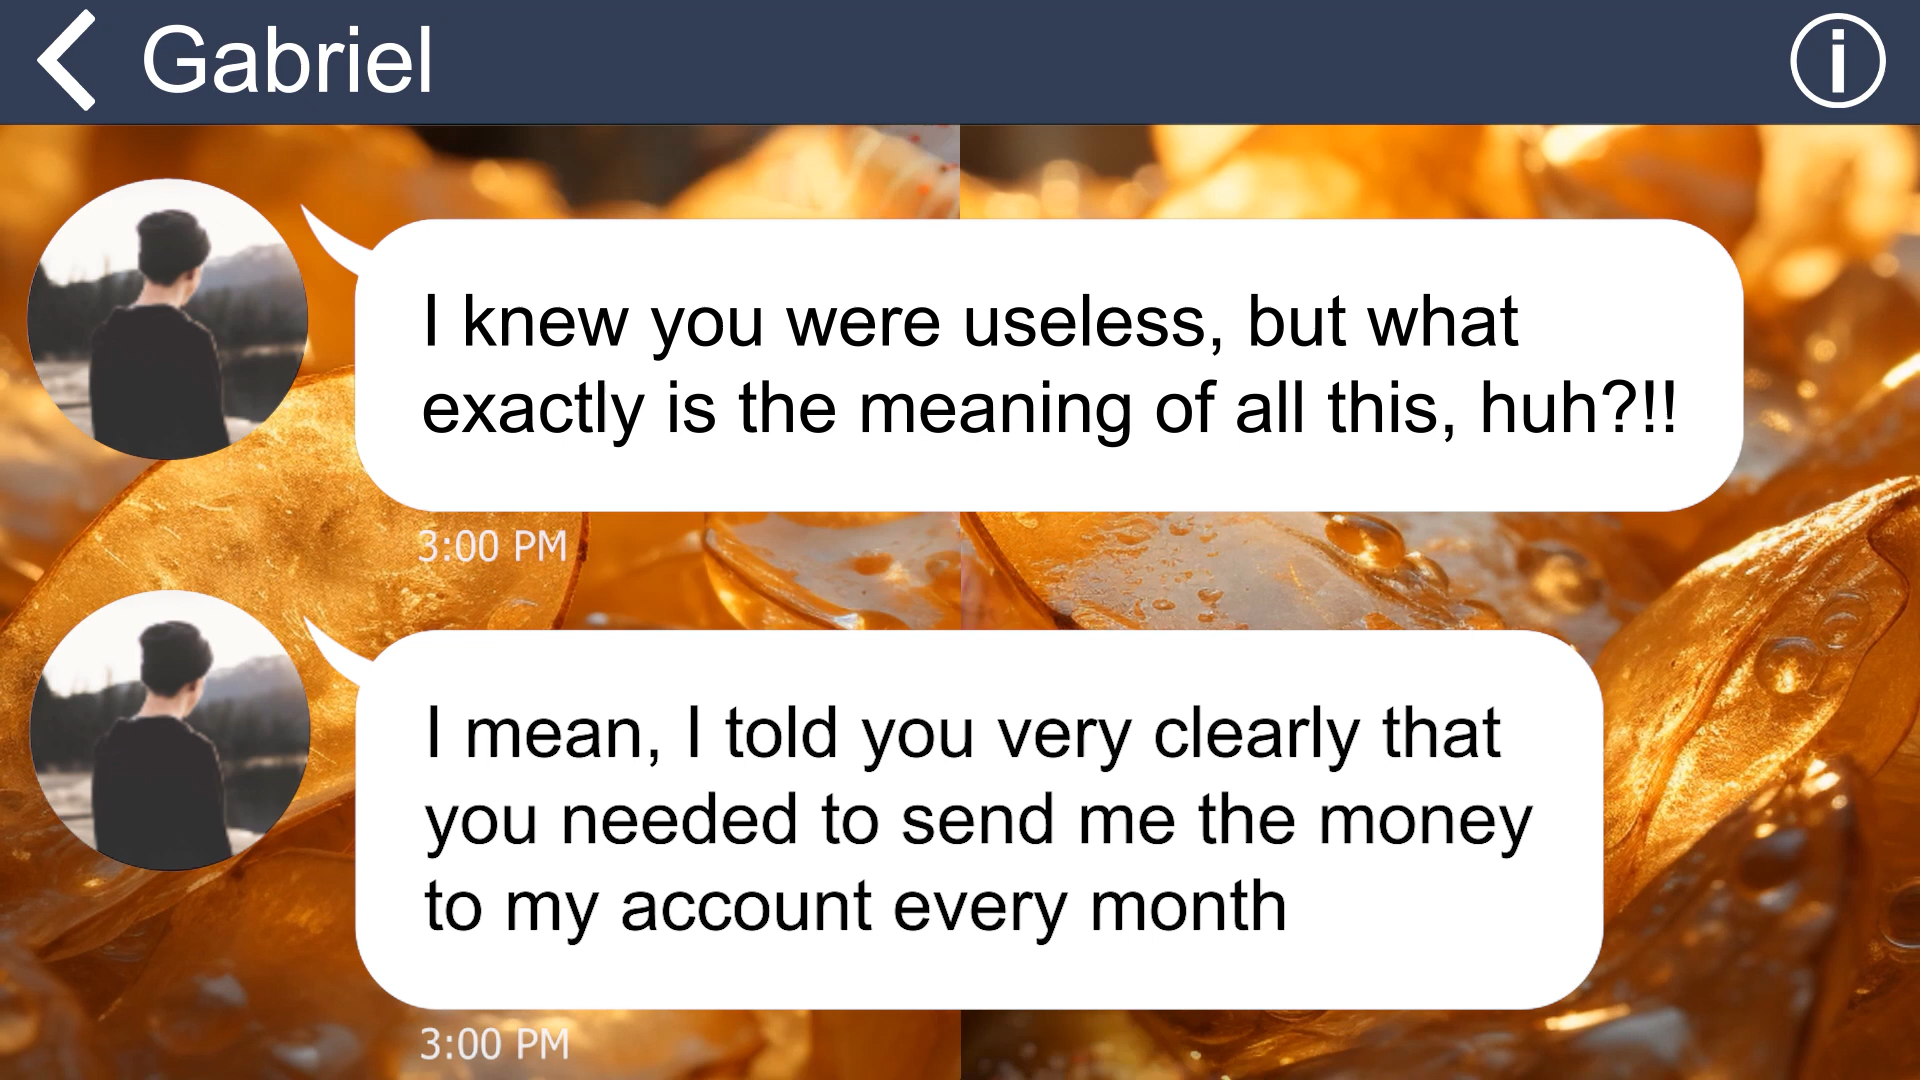 Gabriel
I knew you were useless, but what
exactly is the meaning of all this, huh?!!
3:00 PM
I mean, I told you very clearly that
you needed to send me the money
to my account every month
3:00 PM